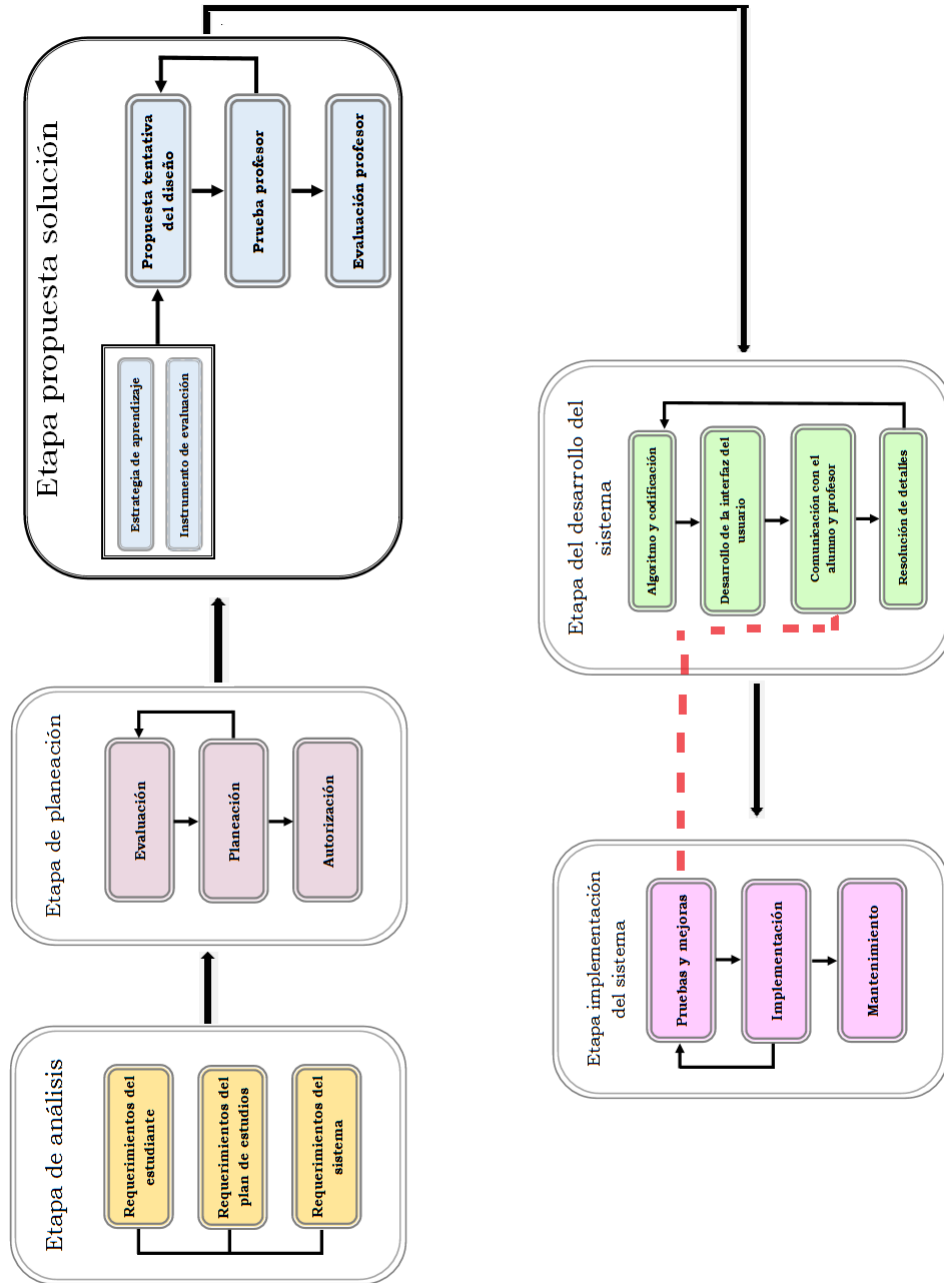 Etapa de análisis
Requerimientos del
estudiante
Requerimientos del
plan de estudios
Requerimientos del
sistema
Etapa de planeación
Evaluación
Planeación
Autorización
Etapa propuesta solución
Estrategia de aprendizaje
Instrumento de evaluación
Propuesta tentativa
del diseño
Prueba profesor
Evaluación profesor
Etapa del desarrollo del
sistema
Algoritmo y codificación
Desarrollo de la interfaz del
usuario
Comunicación con el
alumno y profesor
Resolución de detalles
Etapa implementación
del sistema
Pruebas y mejoras
Implementación
Mantenimiento